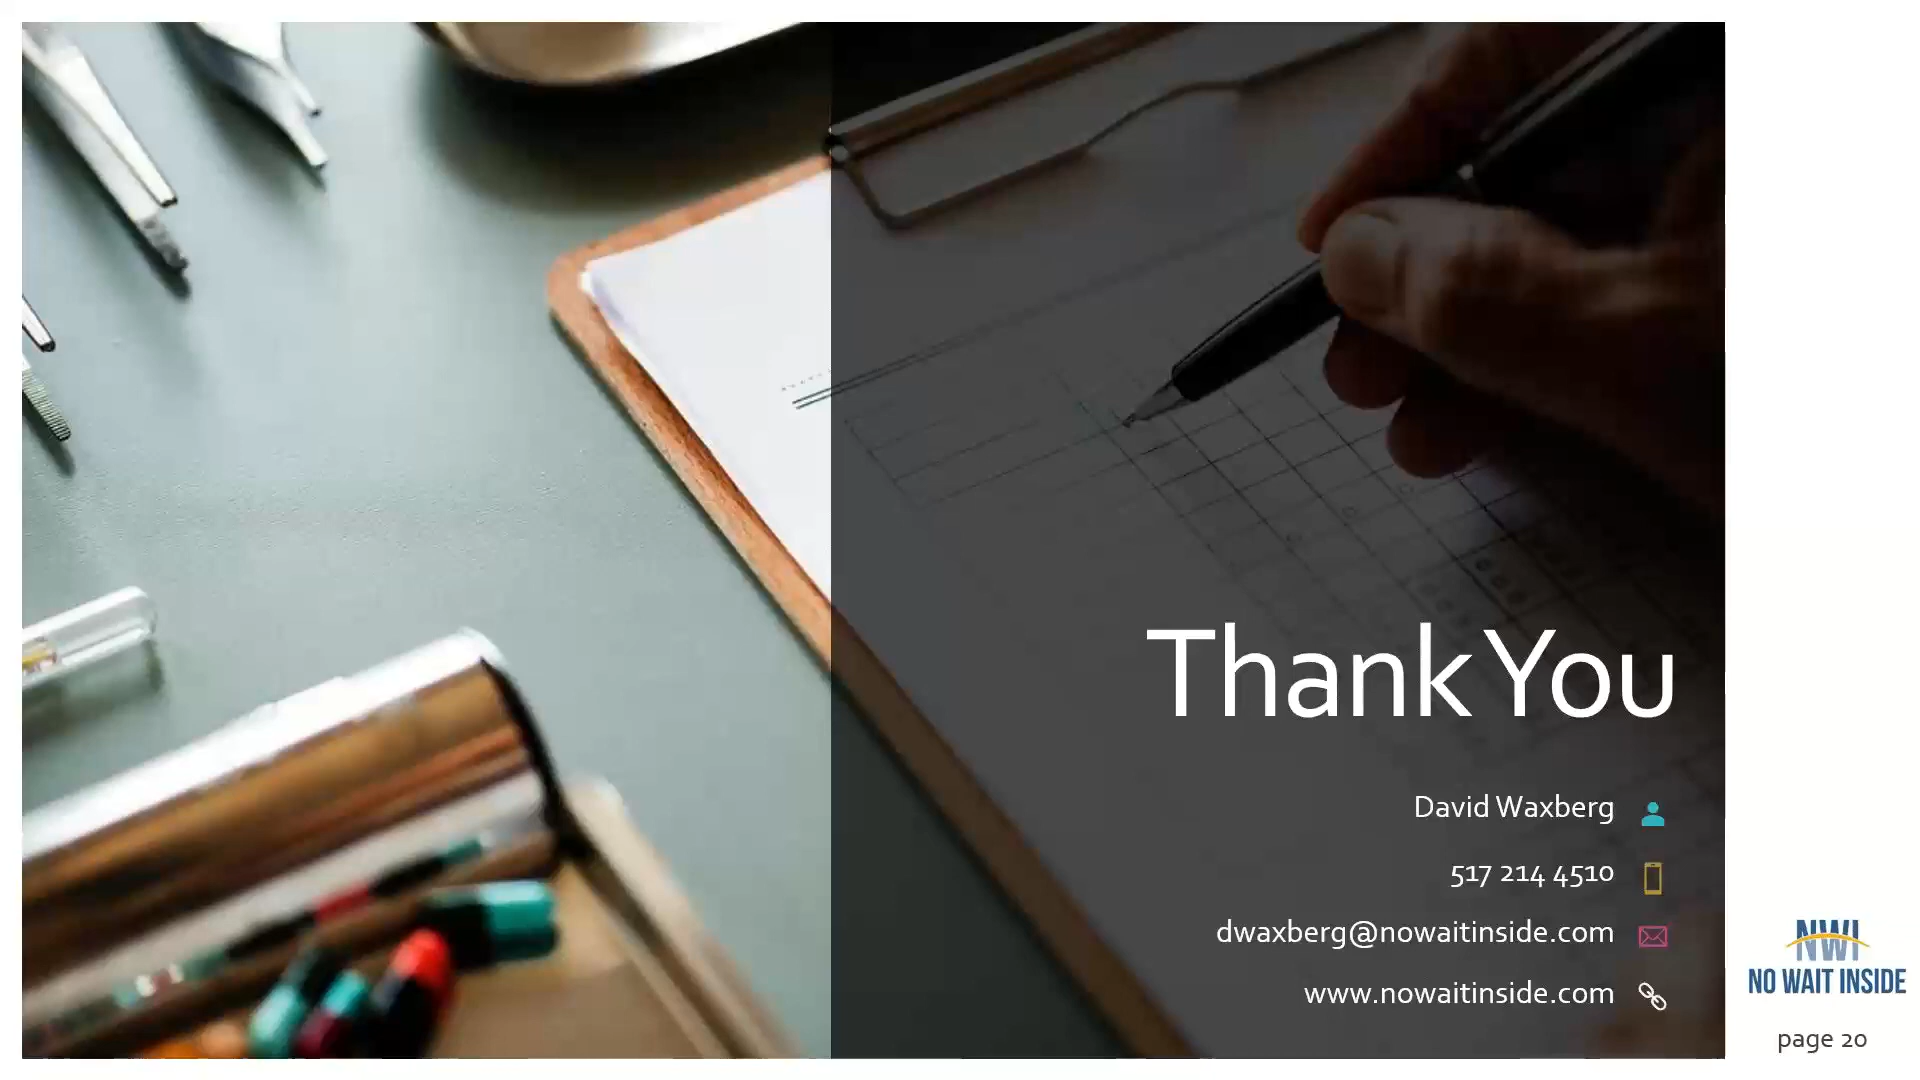 Thank You
David Waxberg
517 214 4510
dwaxberg@nowaitinside.com
www.nowaitinside.com
NWI
NO WAIT INSIDE
page 20